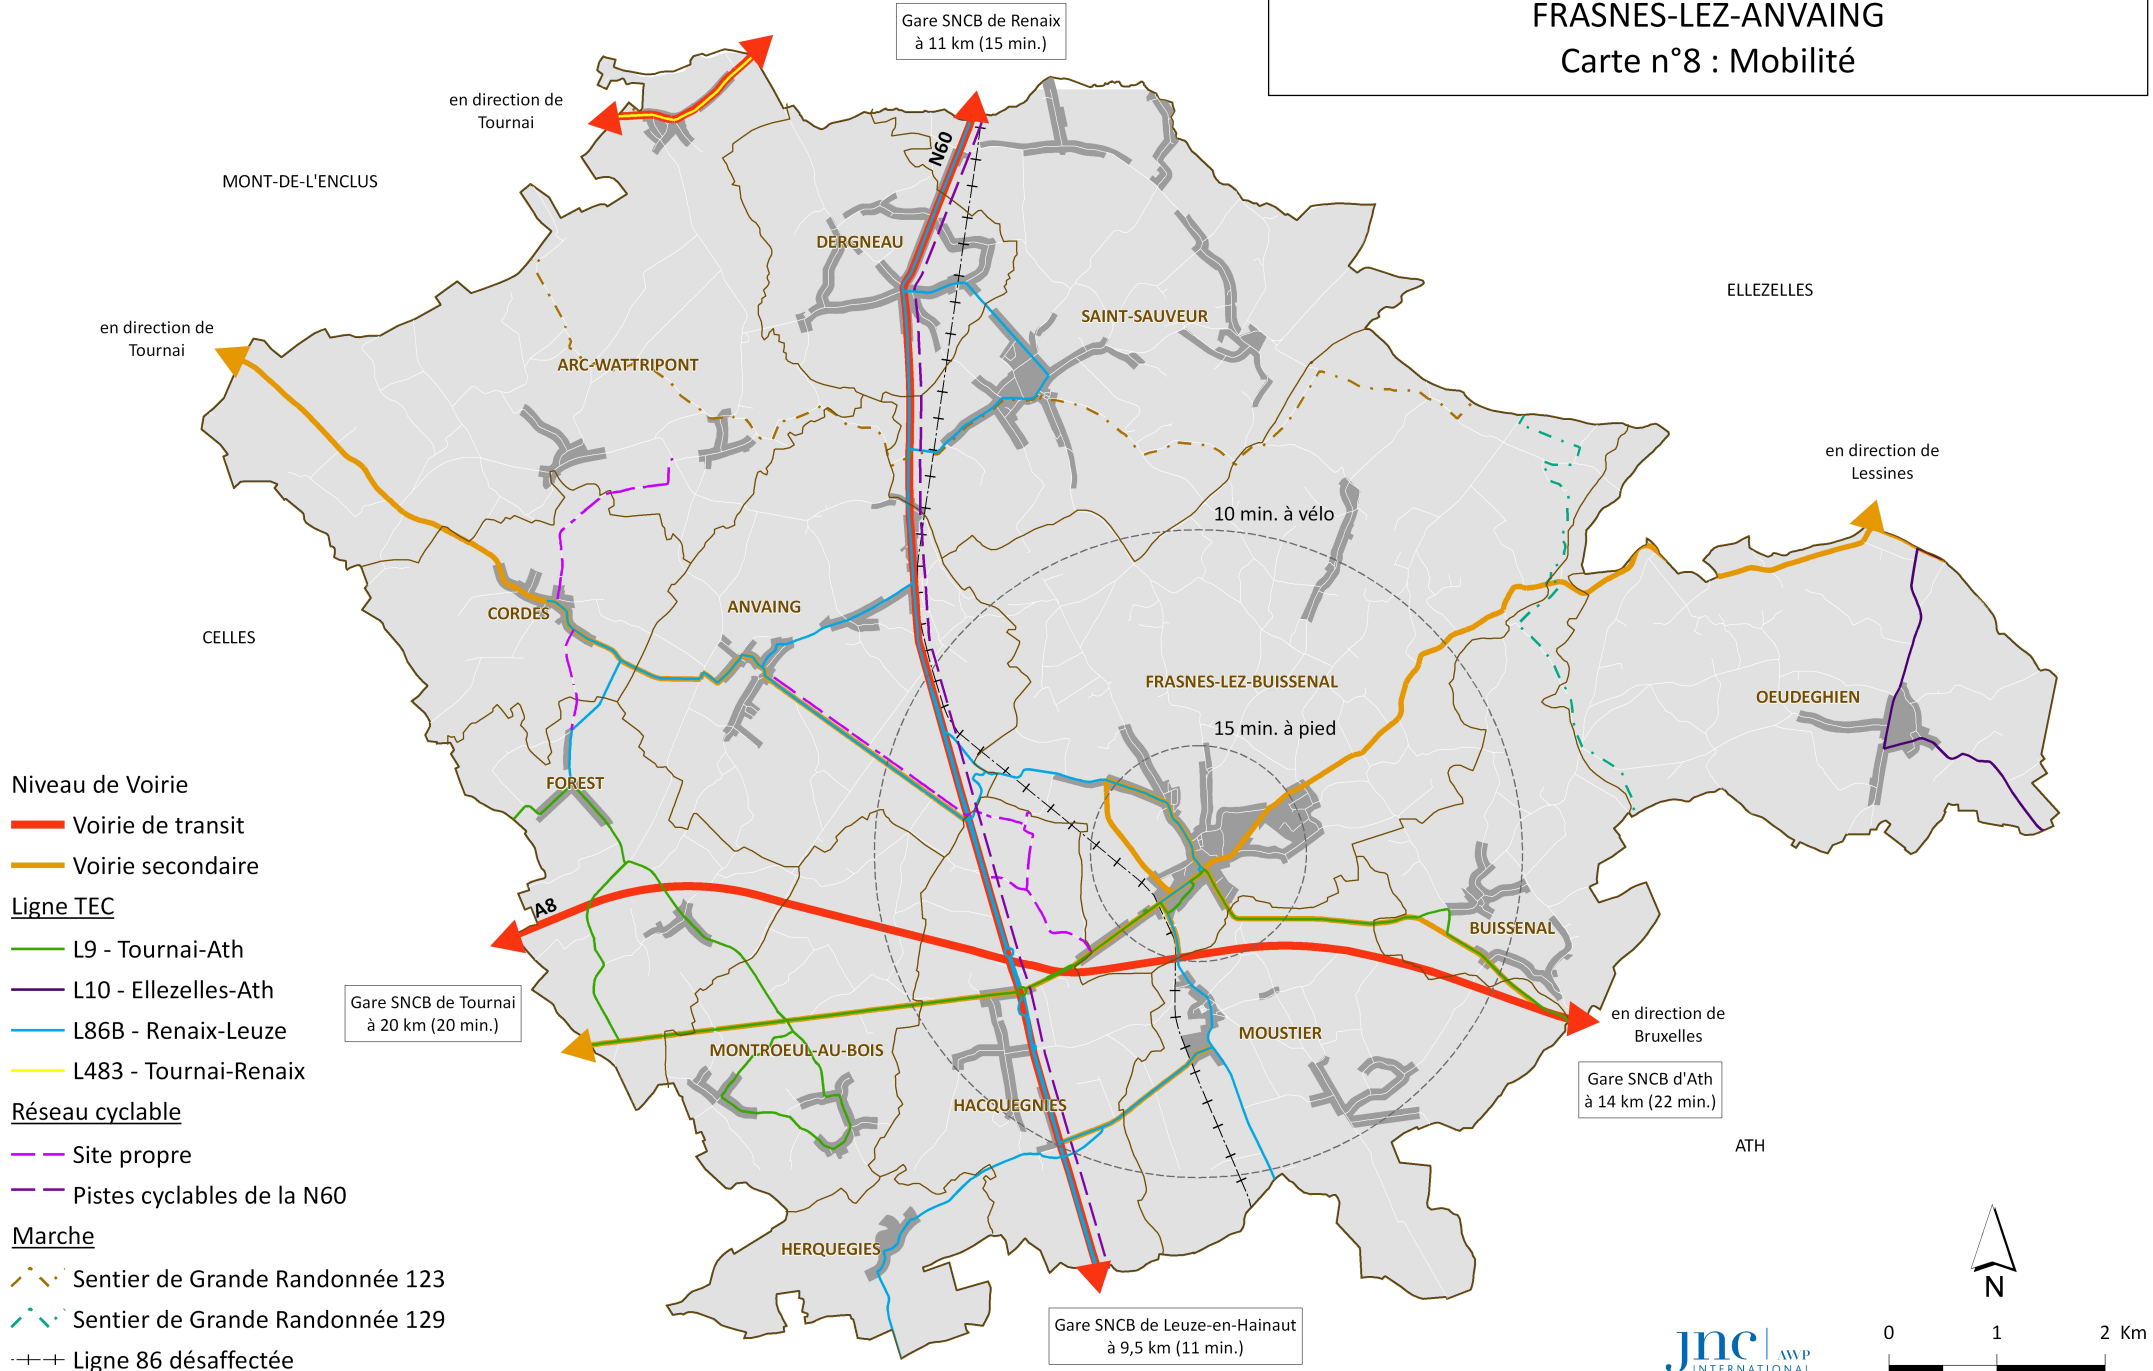 FRASNES-LEZ-ANVAING
Carte n°8 : Mobilité
Gare SNCB de Renaix
à 11 km (15 min.)
en direction de
Tournai
N60
MONT-DE-L'ENCLUS
DERGNEAU
ELLEZELLES
SAINT-SAUVEUR
en direction de
Tournai
ARC-WATTRIPONT
en direction de
Lessines
10 min. à vélo
CORDES
ANVAING
CELLES
FRASNES-LEZ-BUISSENAL
OEUDEGHIEN
15 min. à pied
FOREST
A8
BUISSENAL
Gare SNCB de Tournai
à 20 km (20 min.)
en direction de
Bruxelles
MOUSTIER
MONTROEUL-AU-BOIS
Gare SNCB d'Ath
à 14 km (22 min.)
HACQUEGNIES
ATH
HERQUEGIES
Gare SNCB de Leuze-en-Hainaut
à 9,5 km (11 min.)
Niveau de Voirie
Voirie de transit
Voirie secondaire
Ligne TEC
L9 - Tournai-Ath
L10 - Ellezelles-Ath
L86B - Renaix-Leuze
L483 - Tournai-Renaix
Réseau cyclable
Site propre
Pistes cyclables de la N60
Marche
Sentier de Grande Randonnée 123
Sentier de Grande Randonnée 129
Ligne 86 désaffectée
N
jnc AWP
INTERNATIONAL
0 1 2 Km